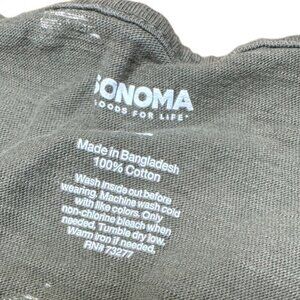 SONOMA
GOODS FOR LIFE
Made in Bangladesh
100% Cotton
Wash inside out before
wearing. Machine wash cold
with like colors. Only
non-chlorine bleach when
needed. Tumble dry low.
Warm iron if needed.
RN# 73277